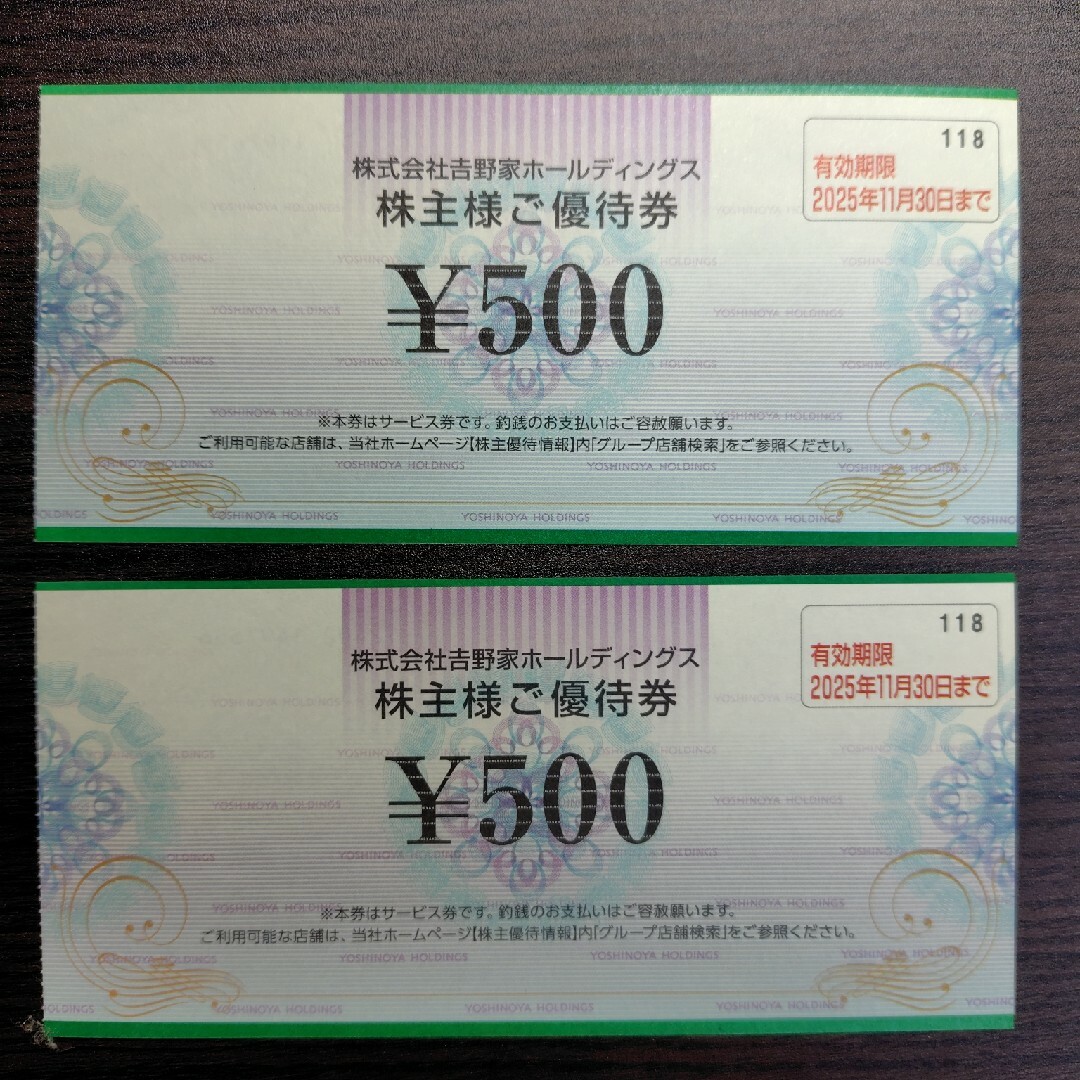 118
有効期限
2025年11月30日まで
株式会社𠮷野家ホールディングス
株主様ご優待券
¥500
※本券はサービス券です。釣銭のお支払いはご容赦願います。
ご利用可能な店舗は、当社ホームページ【株主優待情報】内「グループ店舗検索」をご参照ください。
YOSHINOYA HOLDINGS
118
有効期限
2025年11月30日まで
株式会社𠮷野家ホールディングス
株主様ご優待券
¥500
※本券はサービス券です。釣銭のお支払いはご容赦願います。
ご利用可能な店舗は、当社ホームページ【株主優待情報】内「グループ店舗検索」をご参照ください。
YOSHINOYA HOLDINGS